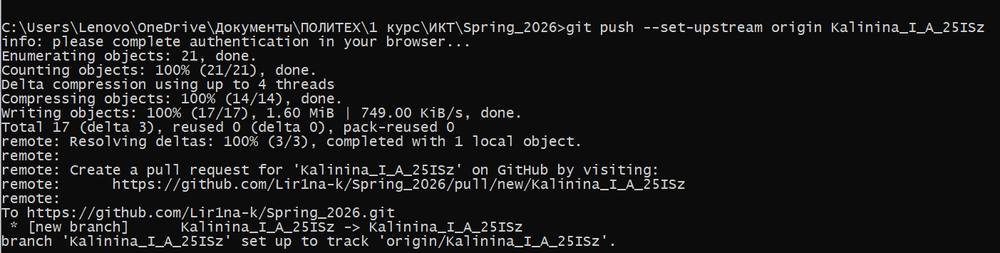 C:\Users\Lenovo\OneDrive\Документы\ПОЛИТЕХ\1 курс\ИКТ\Spring_2026>git push --set-upstream origin Kalinina_I_A_25ISz
info: please complete authentication in your browser...
Enumerating objects: 21, done.
Counting objects: 100% (21/21), done.
Delta compression using up to 4 threads
Compressing objects: 100% (14/14), done.
Writing objects: 100% (17/17), 1.60 MiB | 749.00 KiB/s, done.
Total 17 (delta 3), reused 0 (delta 0), pack-reused 0
remote: Resolving deltas: 100% (3/3), completed with 1 local object.
remote:
remote: Create a pull request for 'Kalinina_I_A_25ISz' on GitHub by visiting:
remote:      https://github.com/Lir1na-k/Spring_2026/pull/new/Kalinina_I_A_25ISz
remote:
To https://github.com/Lir1na-k/Spring_2026.git
 * [new branch]      Kalinina_I_A_25ISz -> Kalinina_I_A_25ISz
branch 'Kalinina_I_A_25ISz' set up to track 'origin/Kalinina_I_A_25ISz'.